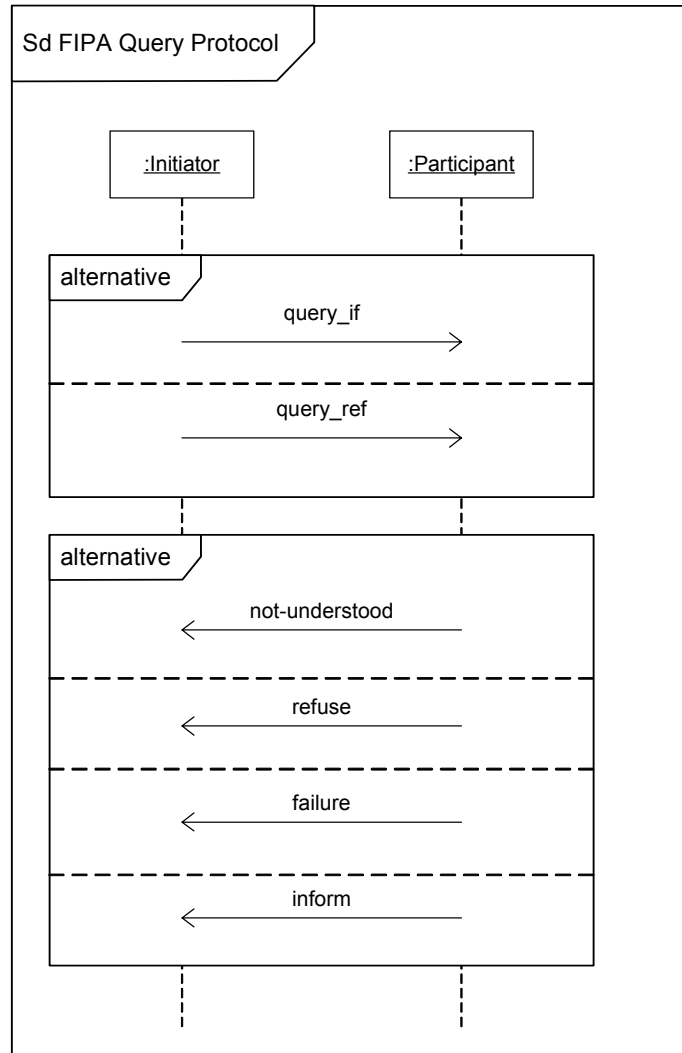 Sd FIPA Query Protocol
:Initiator
:Participant
alternative
query_if
query_ref
alternative
not-understood
refuse
failure
inform